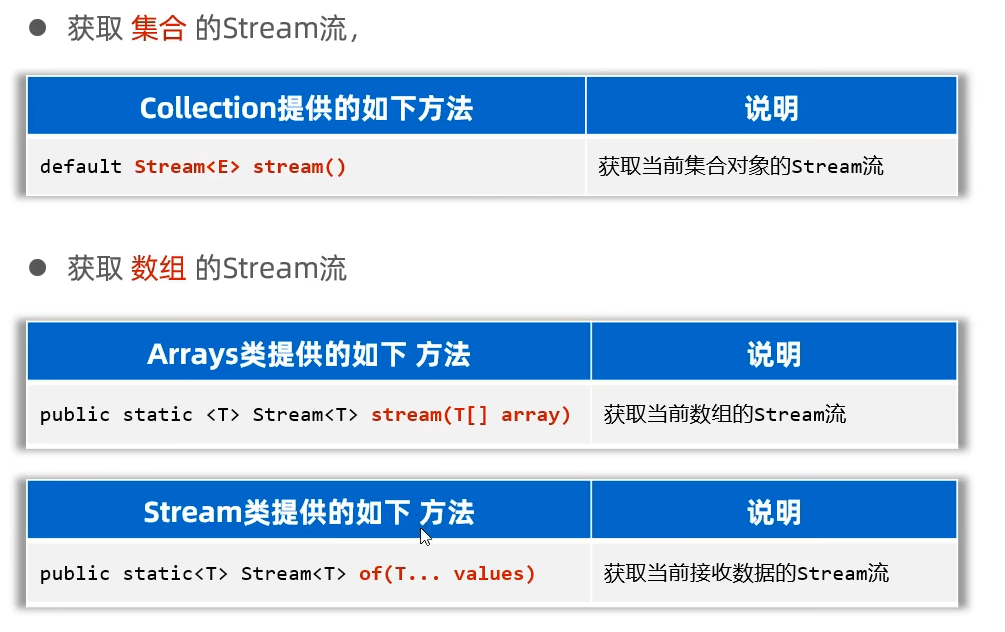 ● 获取 集合 的Stream流，
Collection提供的如下方法 说明
default Stream<E> stream() 获取当前集合对象的Stream流
● 获取 数组 的Stream流
Arrays类提供的如下 方法 说明
public static <T> Stream<T> stream(T[] array) 获取当前数组的Stream流
Stream类提供的如下 方法 说明
public static<T> Stream<T> of(T... values) 获取当前接收数据的Stream流